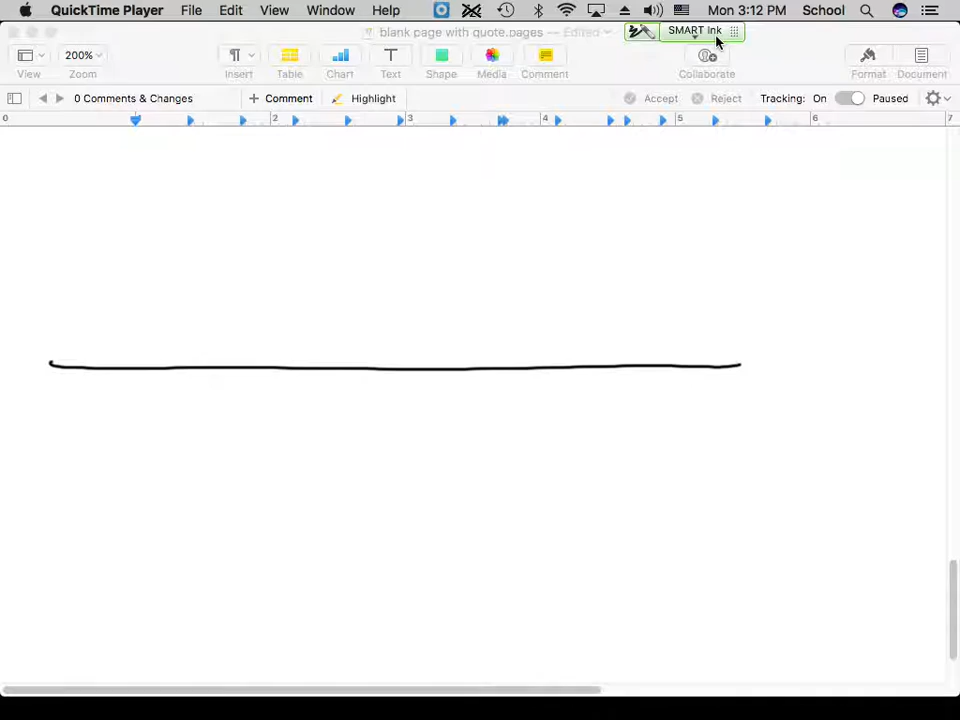 QuickTime Player File Edit View Window Help Mon 3:12 PM School
blank page with quote.pages — Edited SMART Ink
200%
View Zoom Insert Table Chart Text Shape Media Comment Collaborate Format Document
0 Comments & Changes + Comment Highlight Accept Reject Tracking: On Paused
0 1 2 3 4 5 6 7